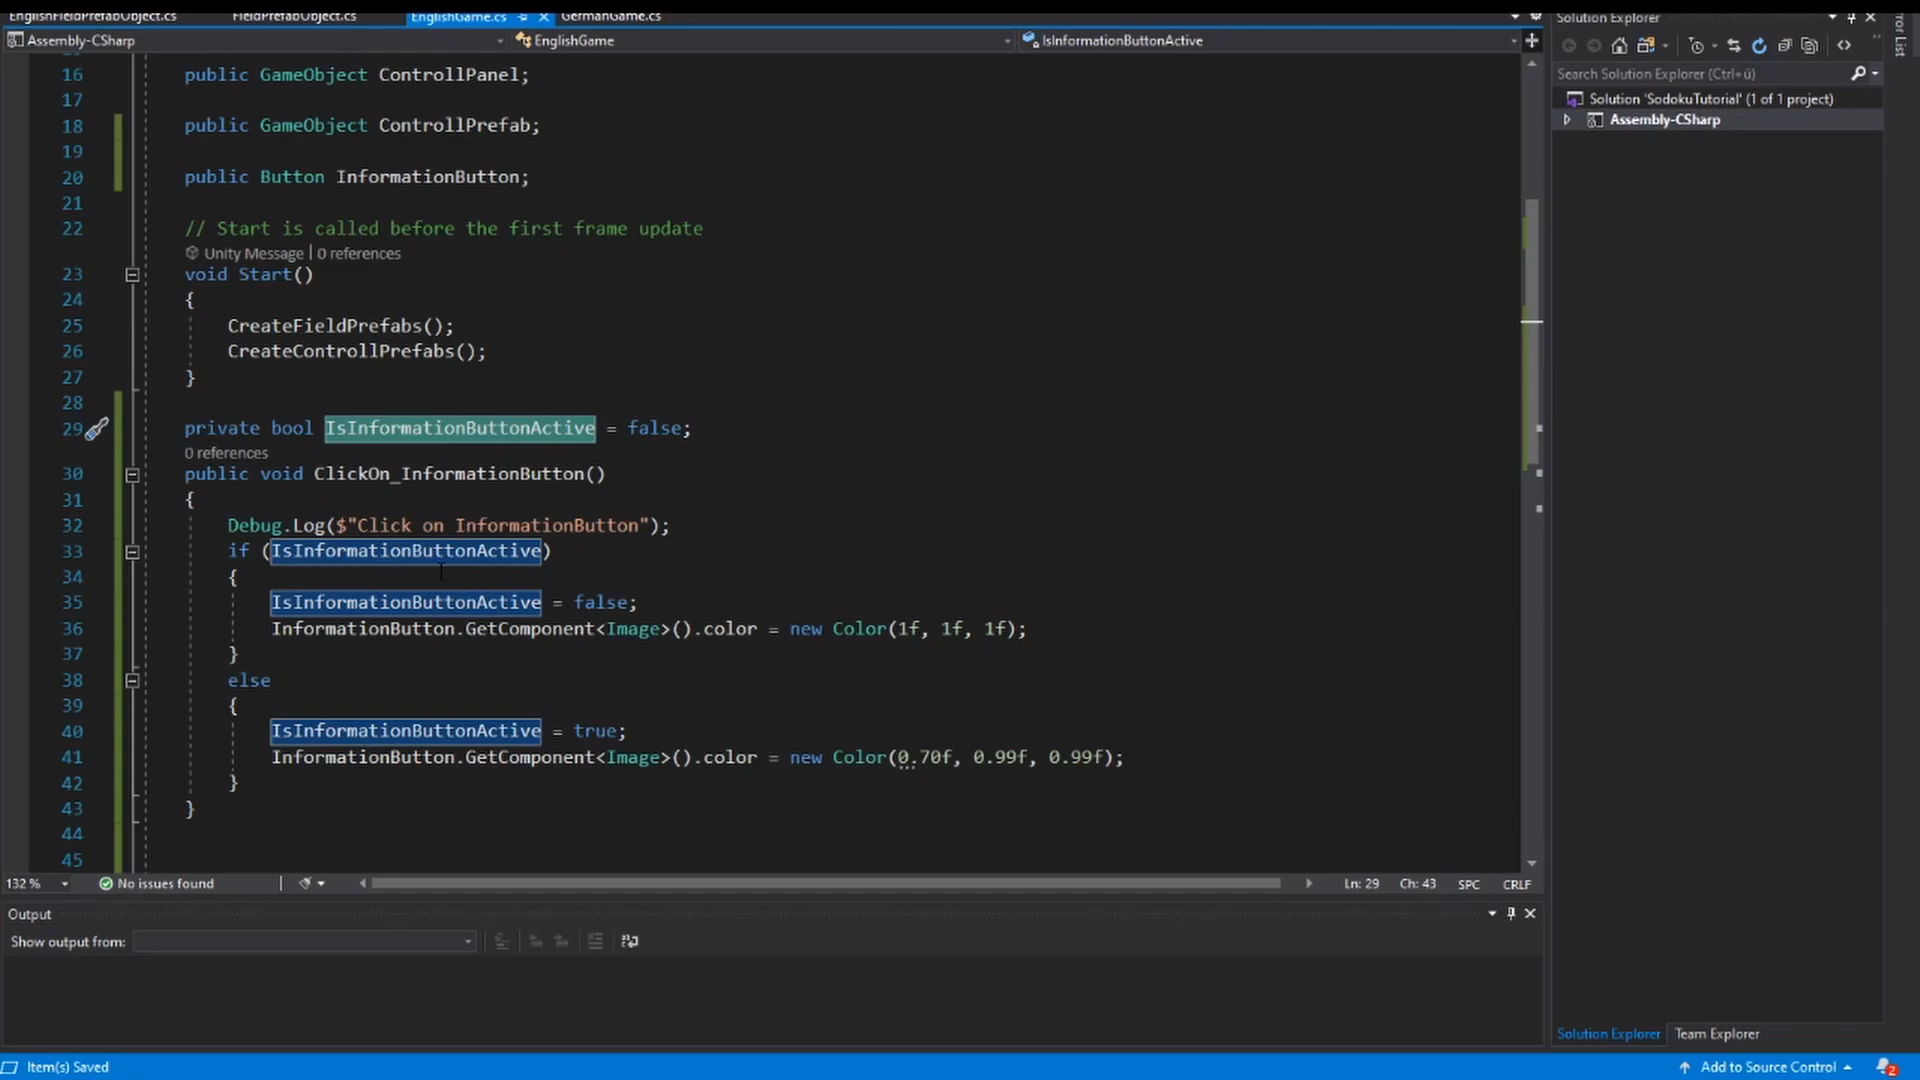 EnglishFieldPrefabObject.cs FieldPrefabObject.cs EnglishGame.cs GermanGame.cs
Assembly-CSharp EnglishGame IsInformationButtonActive
16 public GameObject ControllPanel;
17
18 public GameObject ControllPrefab;
19
20 public Button InformationButton;
21
22 // Start is called before the first frame update
Unity Message | 0 references
23 void Start()
24 {
25 CreateFieldPrefabs();
26 CreateControllPrefabs();
27 }
28
29 private bool IsInformationButtonActive = false;
0 references
30 public void ClickOn_InformationButton()
31 {
32 Debug.Log($"Click on InformationButton");
33 if (IsInformationButtonActive)
34 {
35 IsInformationButtonActive = false;
36 InformationButton.GetComponent<Image>().color = new Color(1f, 1f, 1f);
37 }
38 else
39 {
40 IsInformationButtonActive = true;
41 InformationButton.GetComponent<Image>().color = new Color(0.70f, 0.99f, 0.99f);
42 }
43 }
44
45
132 % No issues found Ln: 29 Ch: 43 SPC CRLF
Output
Show output from:
Item(s) Saved
Solution Explorer
Search Solution Explorer (Ctrl+ü)
Solution 'SodokuTutorial' (1 of 1 project)
Assembly-CSharp
Solution Explorer Team Explorer
Add to Source Control 2
Error List